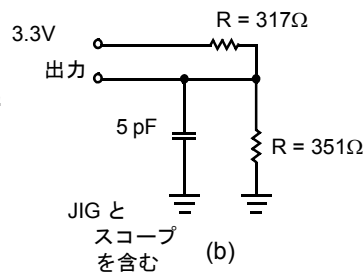 R = 317Ω
3.3V
出力
5 pF
R = 351Ω
JIG と
スコープ
を含む
(b)